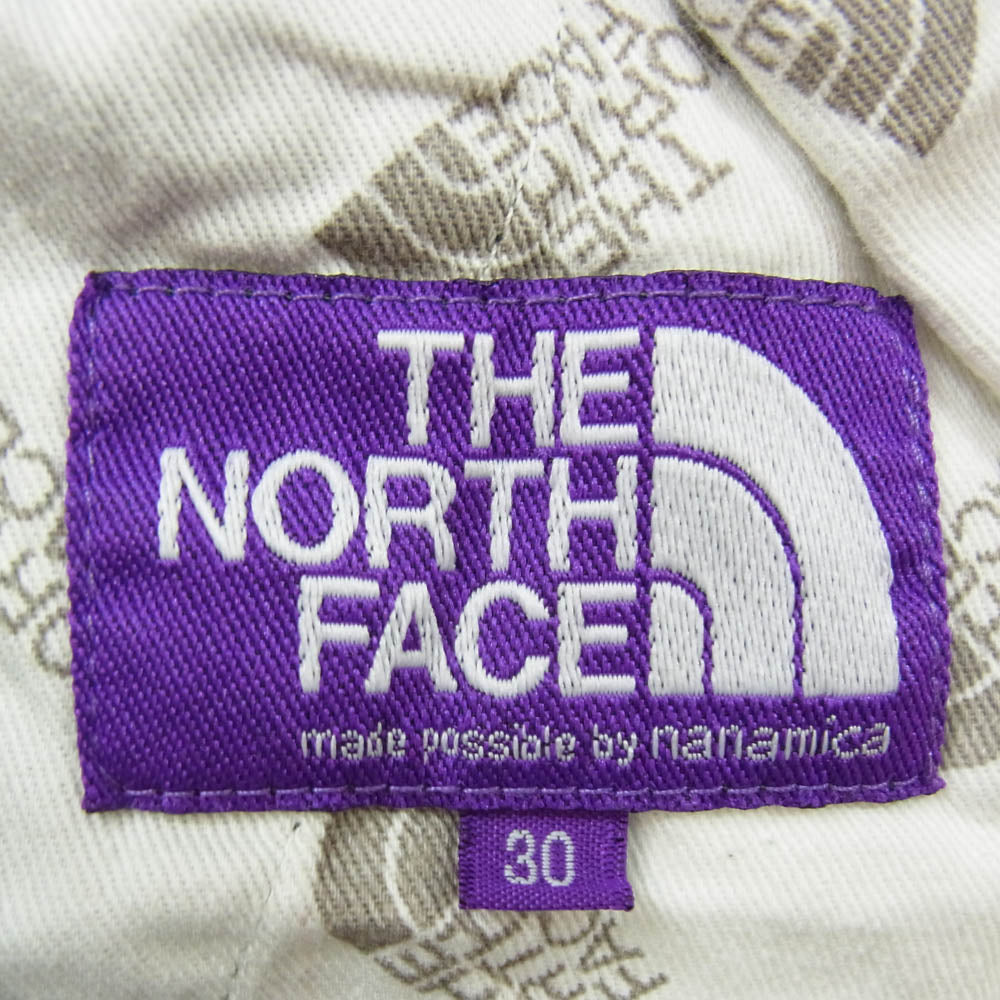 THE
NORTH
FACE
made possible by nanamica
30